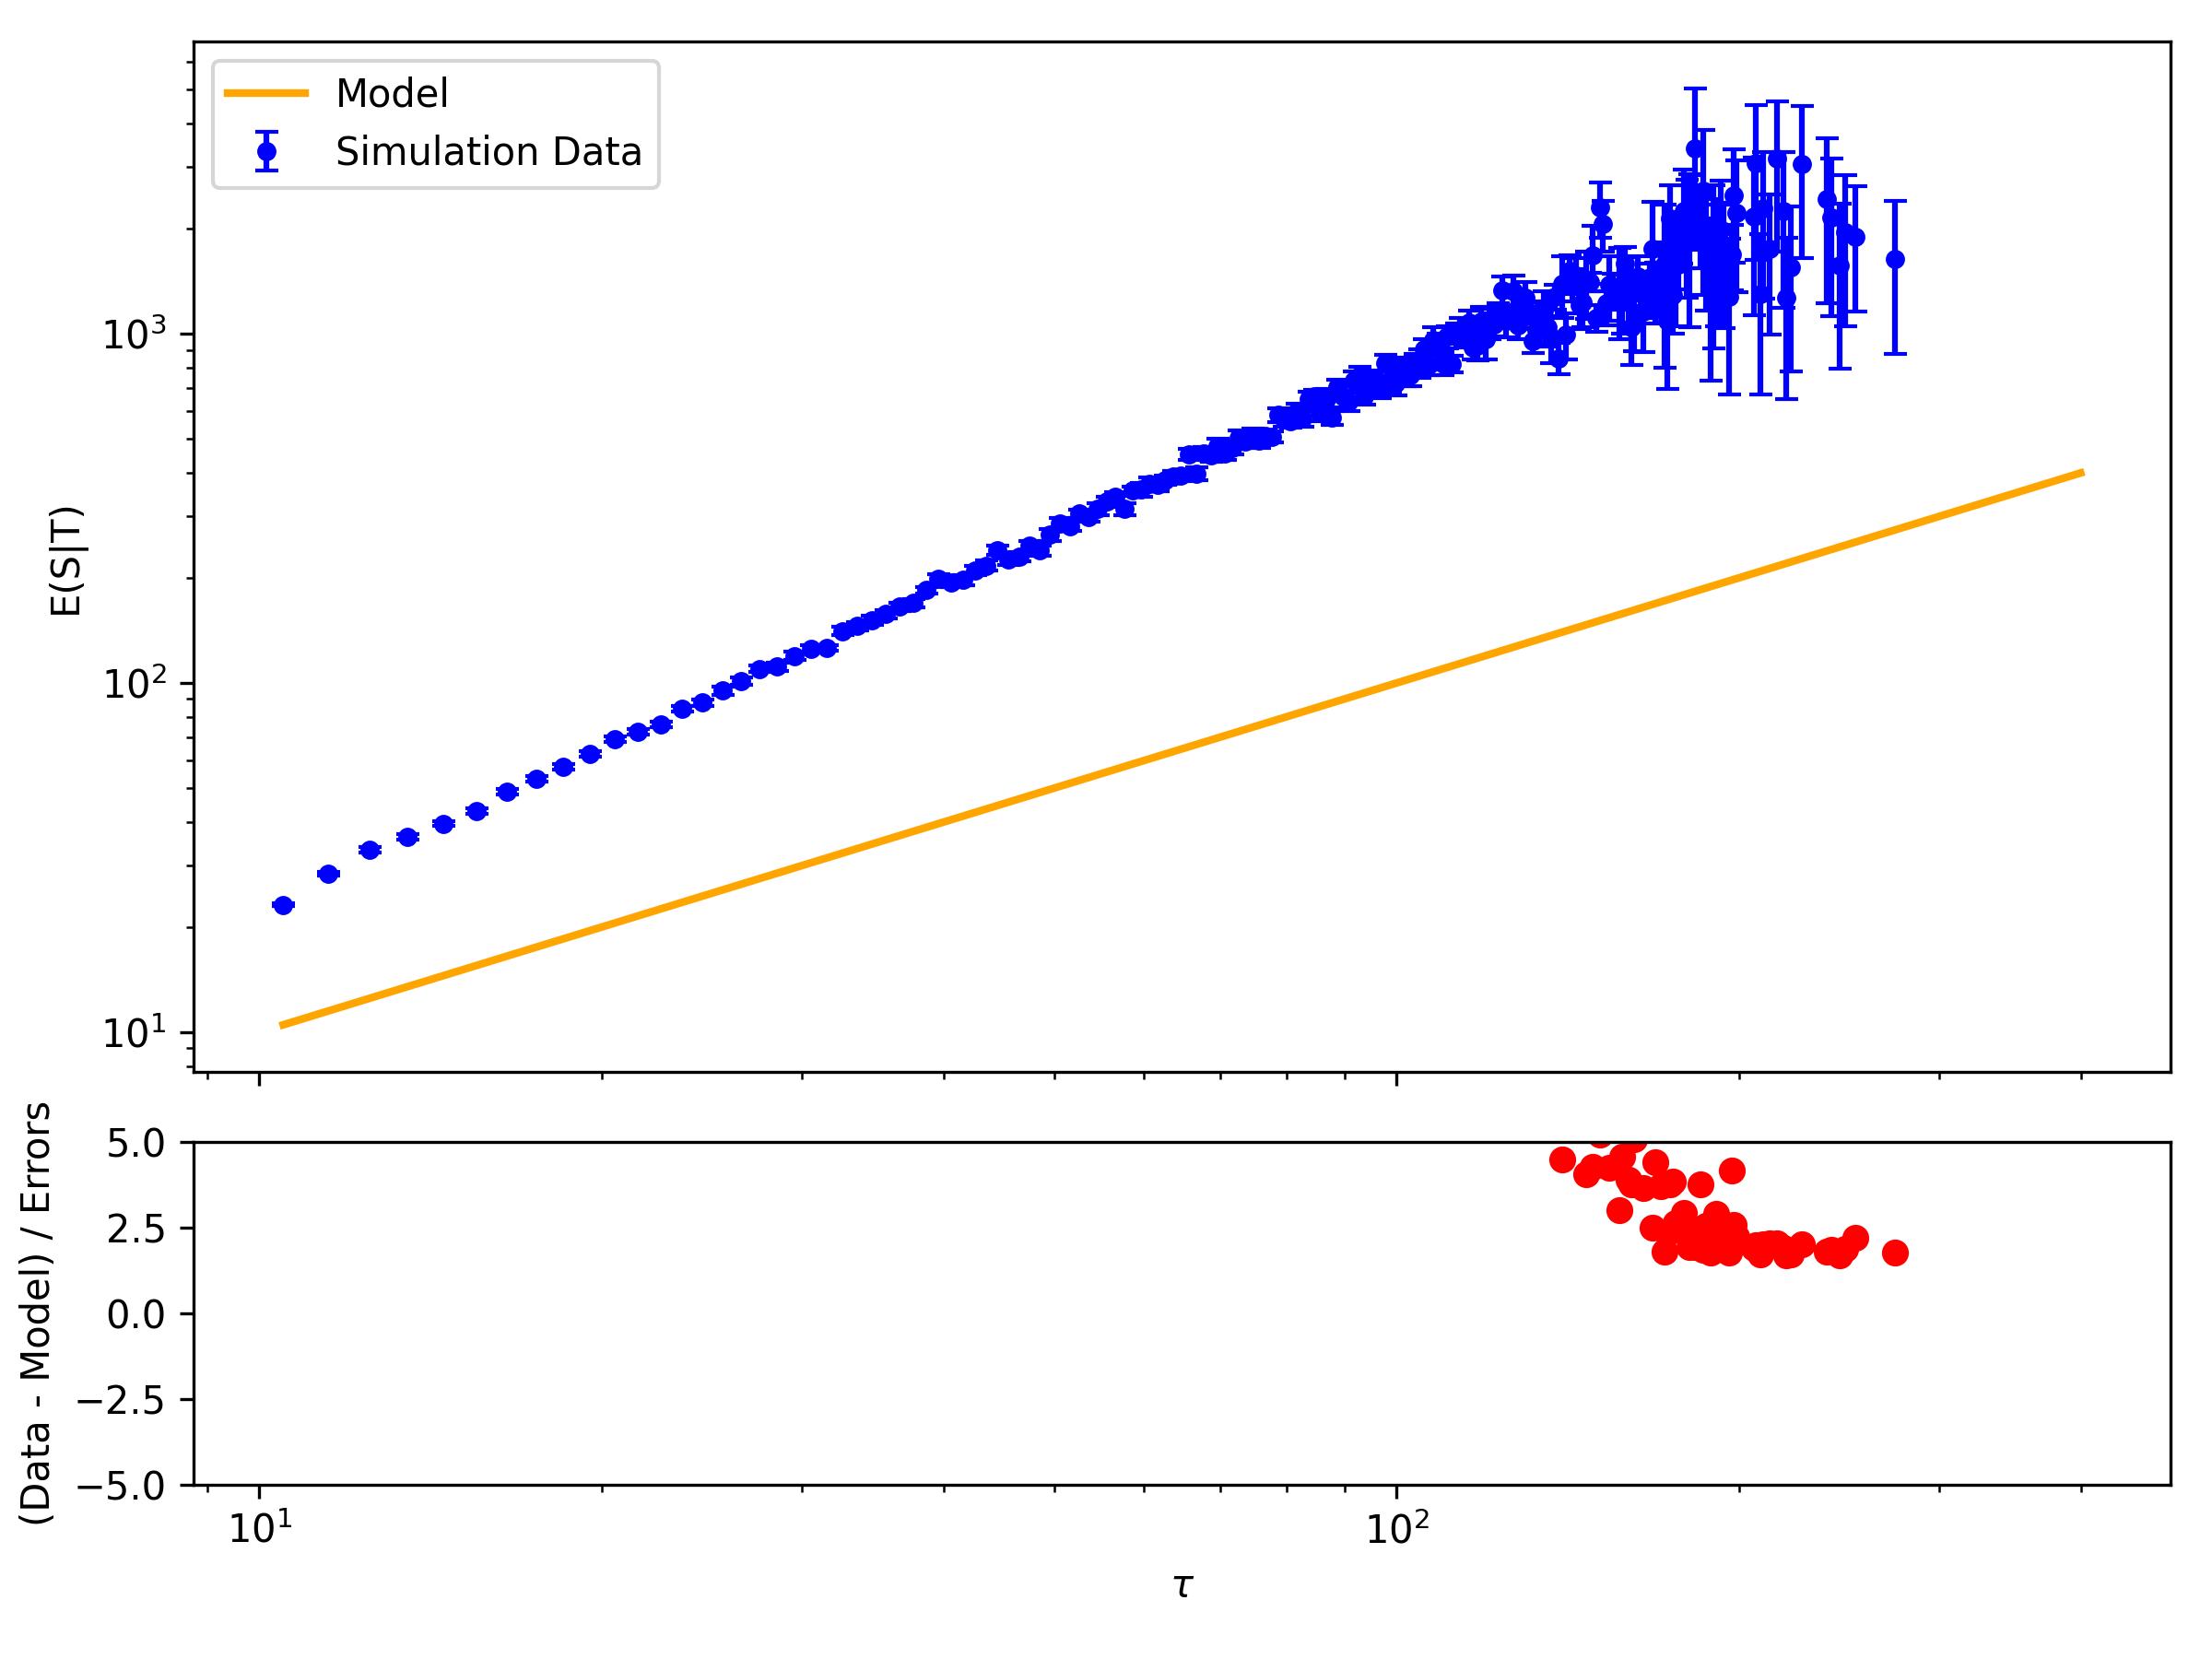 Model
Simulation Data
E(S|T)
10³
10²
10¹
(Data - Model) / Errors
5.0
2.5
0.0
−2.5
−5.0
10¹
10²
τ